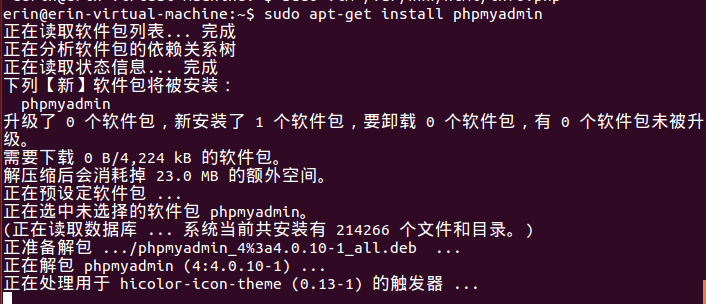 erin@erin-virtual-machine:~$ sudo apt-get install phpmyadmin
正在读取软件包列表... 完成
正在分析软件包的依赖关系树
正在读取状态信息... 完成
下列【新】软件包将被安装：
  phpmyadmin
升级了 0 个软件包，新安装了 1 个软件包，要卸载 0 个软件包，有 0 个软件包未被升
级。
需要下载 0 B/4,224 kB 的软件包。
解压缩后会消耗掉 23.0 MB 的额外空间。
正在预设定软件包 ...
正在选中未选择的软件包 phpmyadmin。
(正在读取数据库 ... 系统当前共安装有 214266 个文件和目录。)
正准备解包 .../phpmyadmin_4%3a4.0.10-1_all.deb  ...
正在解包 phpmyadmin (4:4.0.10-1) ...
正在处理用于 hicolor-icon-theme (0.13-1) 的触发器 ...